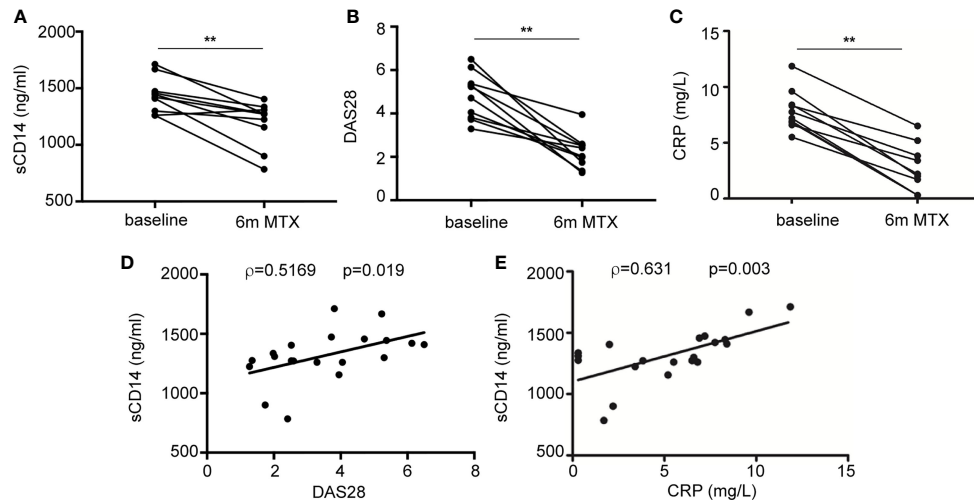 A
**
sCD14 (ng/ml)
2000
1500
1000
500
baseline
6m MTX
B
**
DAS28
8
6
4
2
0
baseline
6m MTX
C
**
CRP (mg/L)
15
10
5
0
baseline
6m MTX
D
ρ=0.5169 p=0.019
sCD14 (ng/ml)
2000
1500
1000
500
0 2 4 6 8
DAS28
E
ρ=0.631 p=0.003
sCD14 (ng/ml)
2000
1500
1000
500
0 5 10 15
CRP (mg/L)